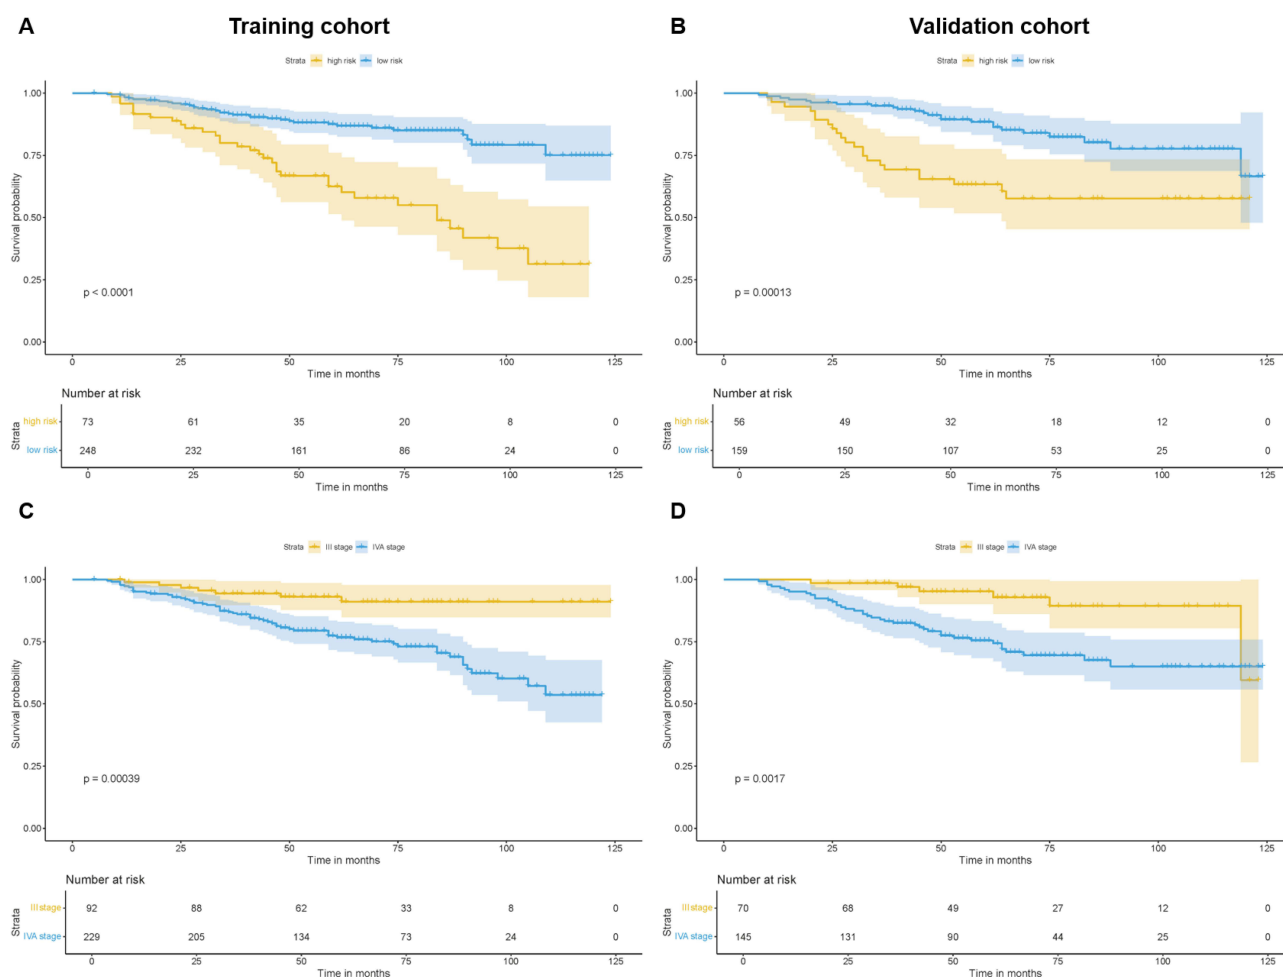 A Training cohort
B Validation cohort
Strata high risk low risk
Strata high risk low risk
Survival probability
1.00
0.75
0.50
0.25
0.00
p < 0.0001
0 25 50 75 100 125
Time in months
Survival probability
1.00
0.75
0.50
0.25
0.00
p = 0.00013
0 25 50 75 100 125
Time in months
Number at risk
Strata
high risk 73 61 35 20 8 0
low risk 248 232 161 86 24 0
0 25 50 75 100 125
Time in months
Number at risk
Strata
high risk 56 49 32 18 12 0
low risk 159 150 107 53 25 0
0 25 50 75 100 125
Time in months
C
D
Strata III stage IVA stage
Strata III stage IVA stage
Survival probability
1.00
0.75
0.50
0.25
0.00
p = 0.00039
0 25 50 75 100 125
Time in months
Survival probability
1.00
0.75
0.50
0.25
0.00
p = 0.0017
0 25 50 75 100 125
Time in months
Number at risk
Strata
III stage 92 88 62 33 8 0
IVA stage 229 205 134 73 24 0
0 25 50 75 100 125
Time in months
Number at risk
Strata
III stage 70 68 49 27 12 0
IVA stage 145 131 90 44 25 0
0 25 50 75 100 125
Time in months